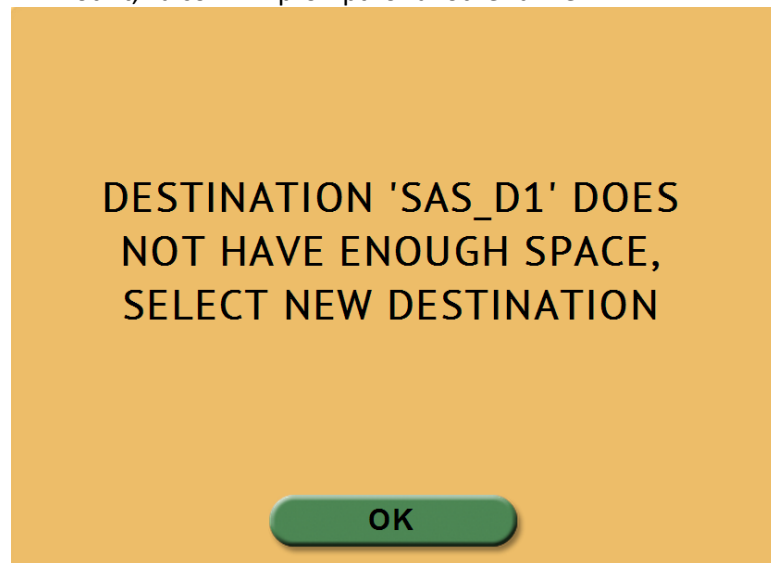 DESTINATION 'SAS_D1' DOES
NOT HAVE ENOUGH SPACE,
SELECT NEW DESTINATION
OK